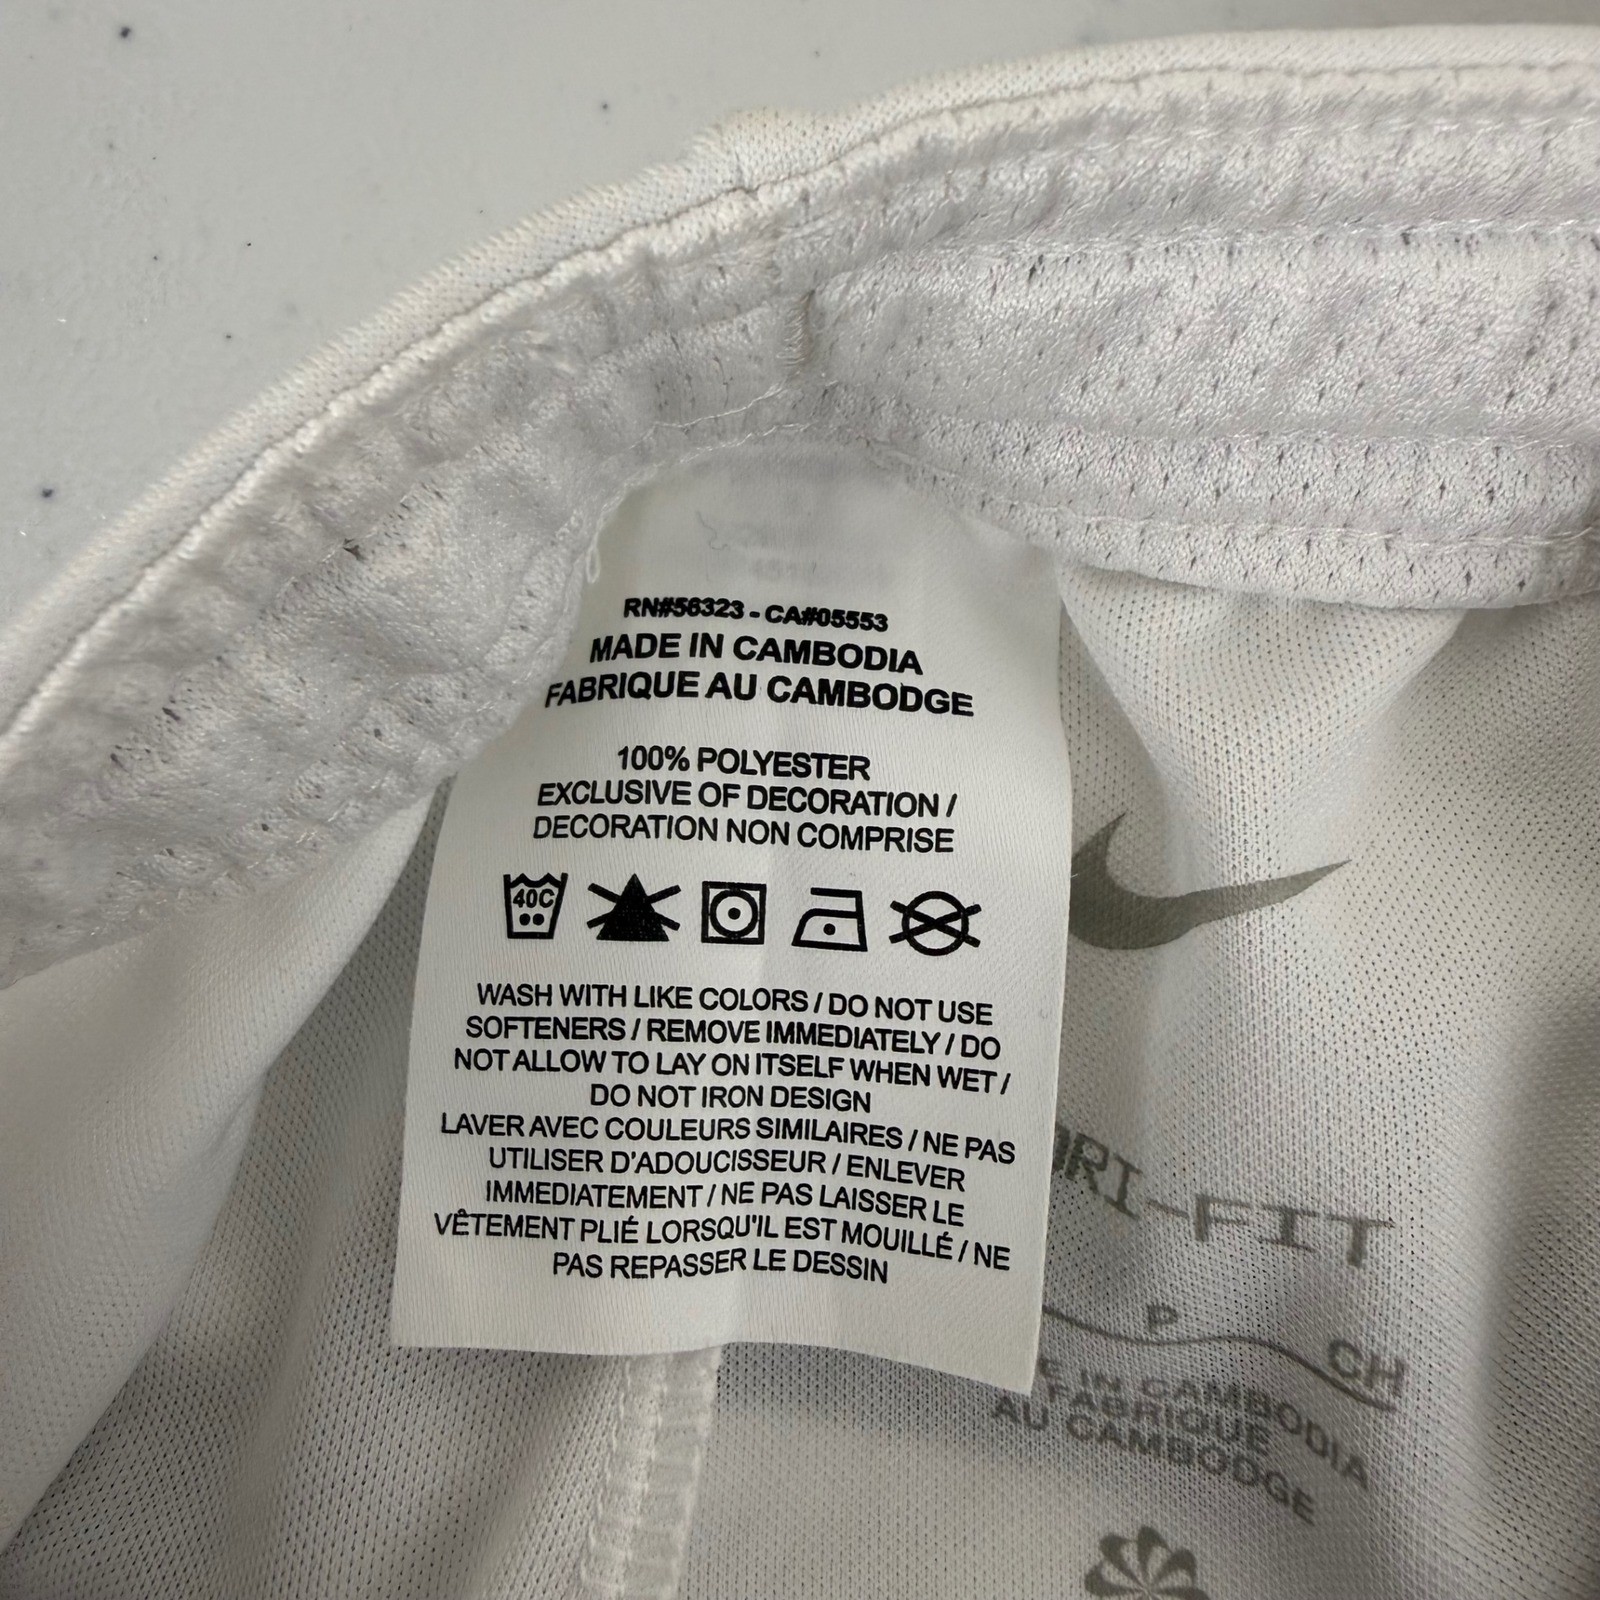 RN#56323 - CA#05553
MADE IN CAMBODIA
FABRIQUE AU CAMBODGE
100% POLYESTER
EXCLUSIVE OF DECORATION /
DECORATION NON COMPRISE
40C
WASH WITH LIKE COLORS / DO NOT USE
SOFTENERS / REMOVE IMMEDIATELY / DO
NOT ALLOW TO LAY ON ITSELF WHEN WET /
DO NOT IRON DESIGN
LAVER AVEC COULEURS SIMILAIRES / NE PAS
UTILISER D'ADOUCISSEUR / ENLEVER
IMMEDIATEMENT / NE PAS LAISSER LE
VÊTEMENT PLIÉ LORSQU'IL EST MOUILLÉ / NE
PAS REPASSER LE DESSIN
DRI-FIT
P CH
IN CAMBODIA
FABRIQUE
AU CAMBODGE